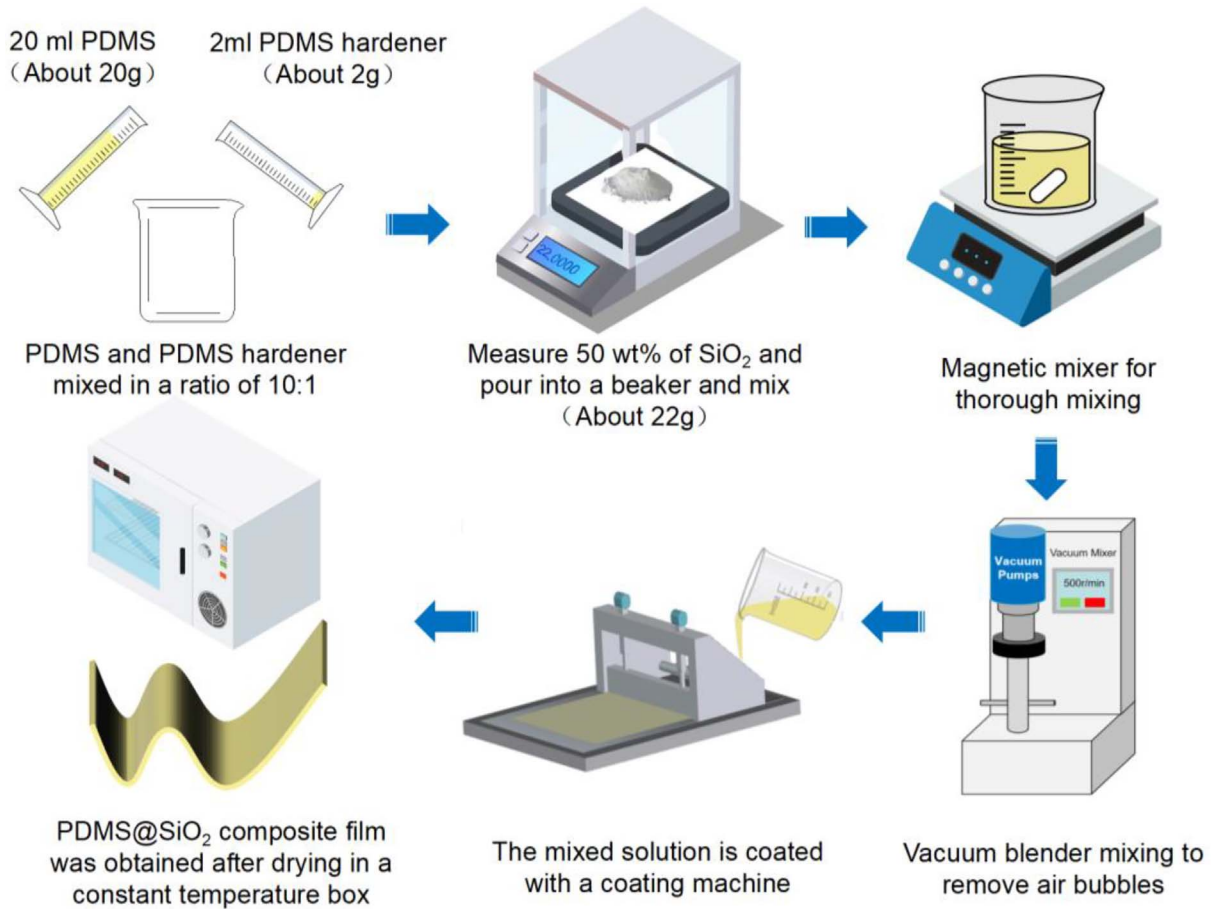 20 ml PDMS
（About 20g）
2ml PDMS hardener
（About 2g）
PDMS and PDMS hardener
mixed in a ratio of 10:1
22.0000
Measure 50 wt% of SiO₂ and
pour into a beaker and mix
（About 22g）
Magnetic mixer for
thorough mixing
Vacuum
Pumps
Vacuum Mixer
500r/min
Vacuum blender mixing to
remove air bubbles
The mixed solution is coated
with a coating machine
PDMS@SiO₂ composite film
was obtained after drying in a
constant temperature box